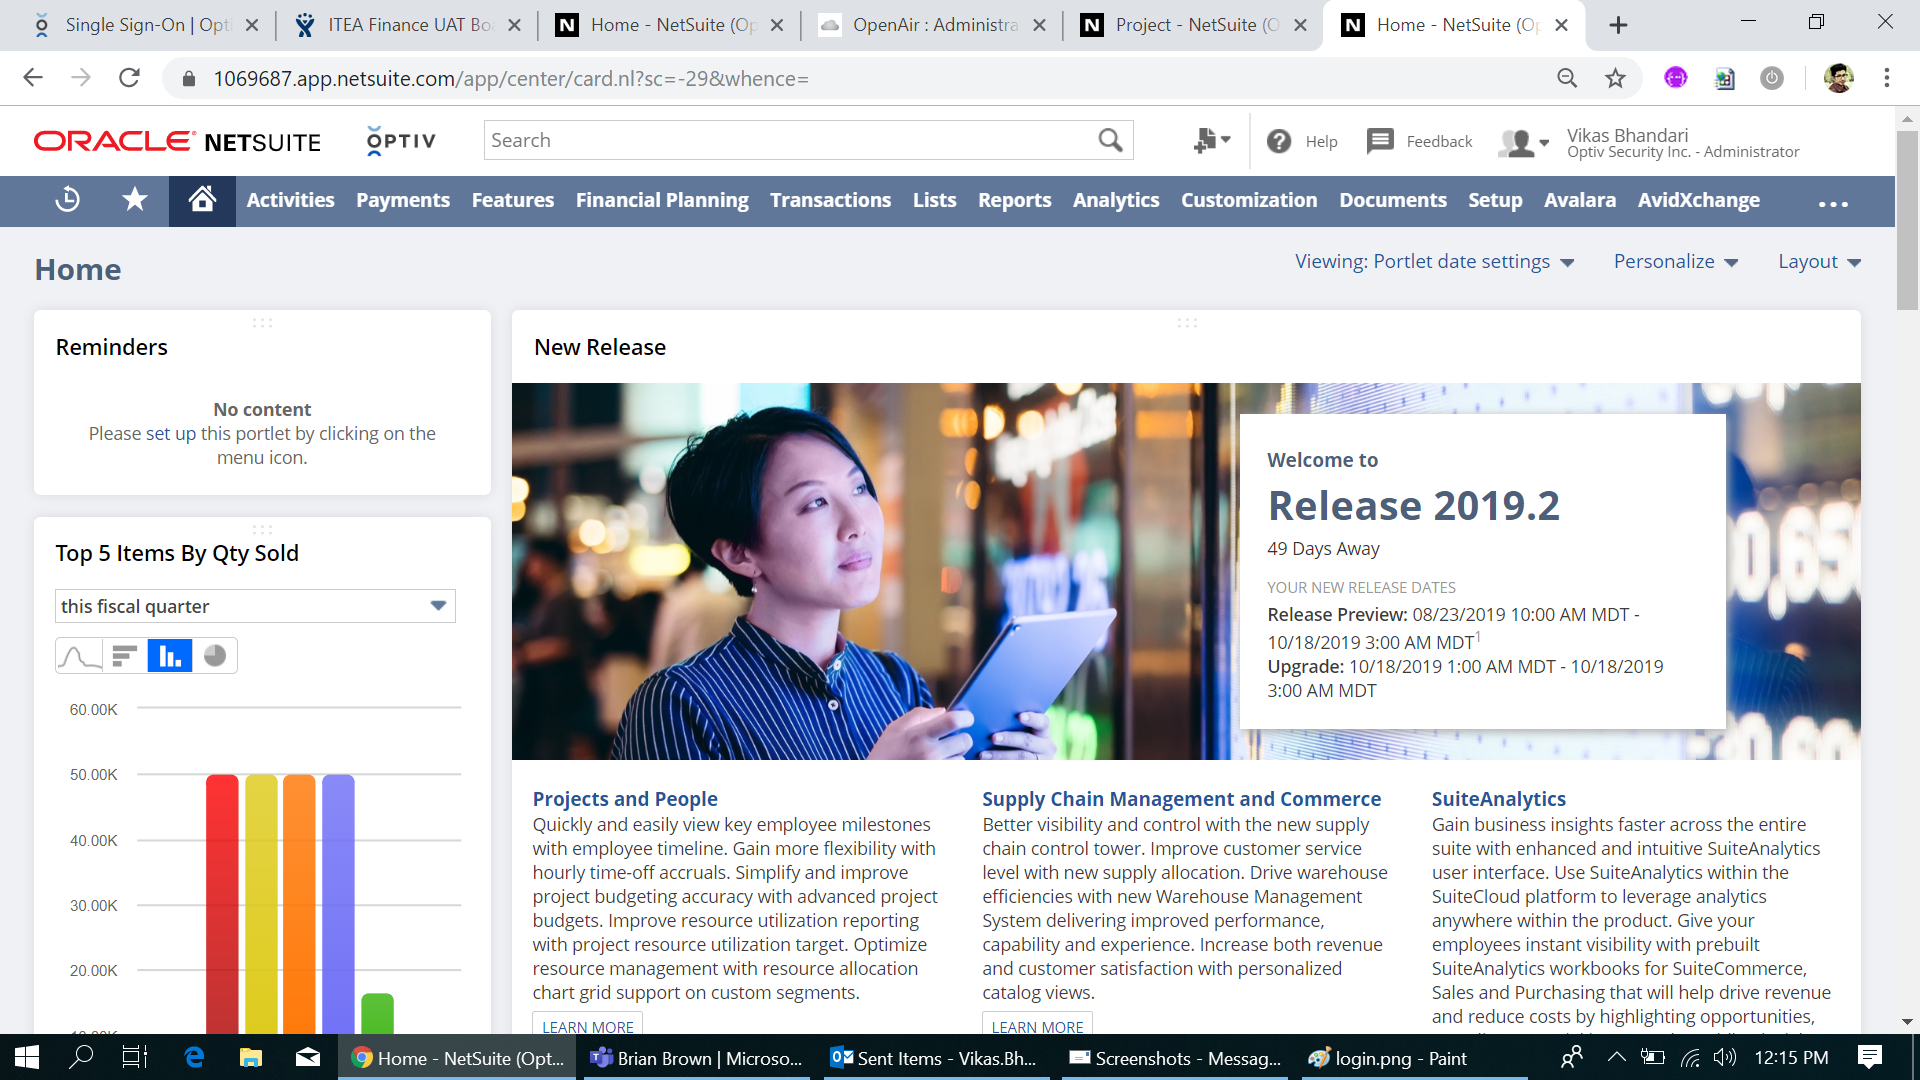 Single Sign-On | Opti
ITEA Finance UAT Bo
Home - NetSuite (Op
OpenAir : Administra
Project - NetSuite (O
Home - NetSuite (Op
1069687.app.netsuite.com/app/center/card.nl?sc=-29&whence=
ORACLE NETSUITE
OPTIV
Search
Help
Feedback
Vikas Bhandari
Optiv Security Inc. - Administrator
Activities
Payments
Features
Financial Planning
Transactions
Lists
Reports
Analytics
Customization
Documents
Setup
Avalara
AvidXchange
Home
Viewing: Portlet date settings
Personalize
Layout
Reminders
No content
Please set up this portlet by clicking on the
menu icon.
Top 5 Items By Qty Sold
this fiscal quarter
60.00K
50.00K
40.00K
30.00K
20.00K
New Release
Welcome to
Release 2019.2
49 Days Away
YOUR NEW RELEASE DATES
Release Preview: 08/23/2019 10:00 AM MDT -
10/18/2019 3:00 AM MDT1
Upgrade: 10/18/2019 1:00 AM MDT - 10/18/2019
3:00 AM MDT
Projects and People
Quickly and easily view key employee milestones
with employee timeline. Gain more flexibility with
hourly time-off accruals. Simplify and improve
project budgeting accuracy with advanced project
budgets. Improve resource utilization reporting
with project resource utilization target. Optimize
resource management with resource allocation
chart grid support on custom segments.
LEARN MORE
Supply Chain Management and Commerce
Better visibility and control with the new supply
chain control tower. Improve customer service
level with new supply allocation. Drive warehouse
efficiencies with new Warehouse Management
System delivering improved performance,
capability and experience. Increase both revenue
and customer satisfaction with personalized
catalog views.
LEARN MORE
SuiteAnalytics
Gain business insights faster across the entire
suite with enhanced and intuitive SuiteAnalytics
user interface. Use SuiteAnalytics within the
SuiteCloud platform to leverage analytics
anywhere within the product. Give your
employees instant visibility with prebuilt
SuiteAnalytics workbooks for SuiteCommerce,
Sales and Purchasing that will help drive revenue
and reduce costs by highlighting opportunities,
Home - NetSuite (Opt...
Brian Brown | Microso...
Sent Items - Vikas.Bh...
Screenshots - Messag...
login.png - Paint
12:15 PM